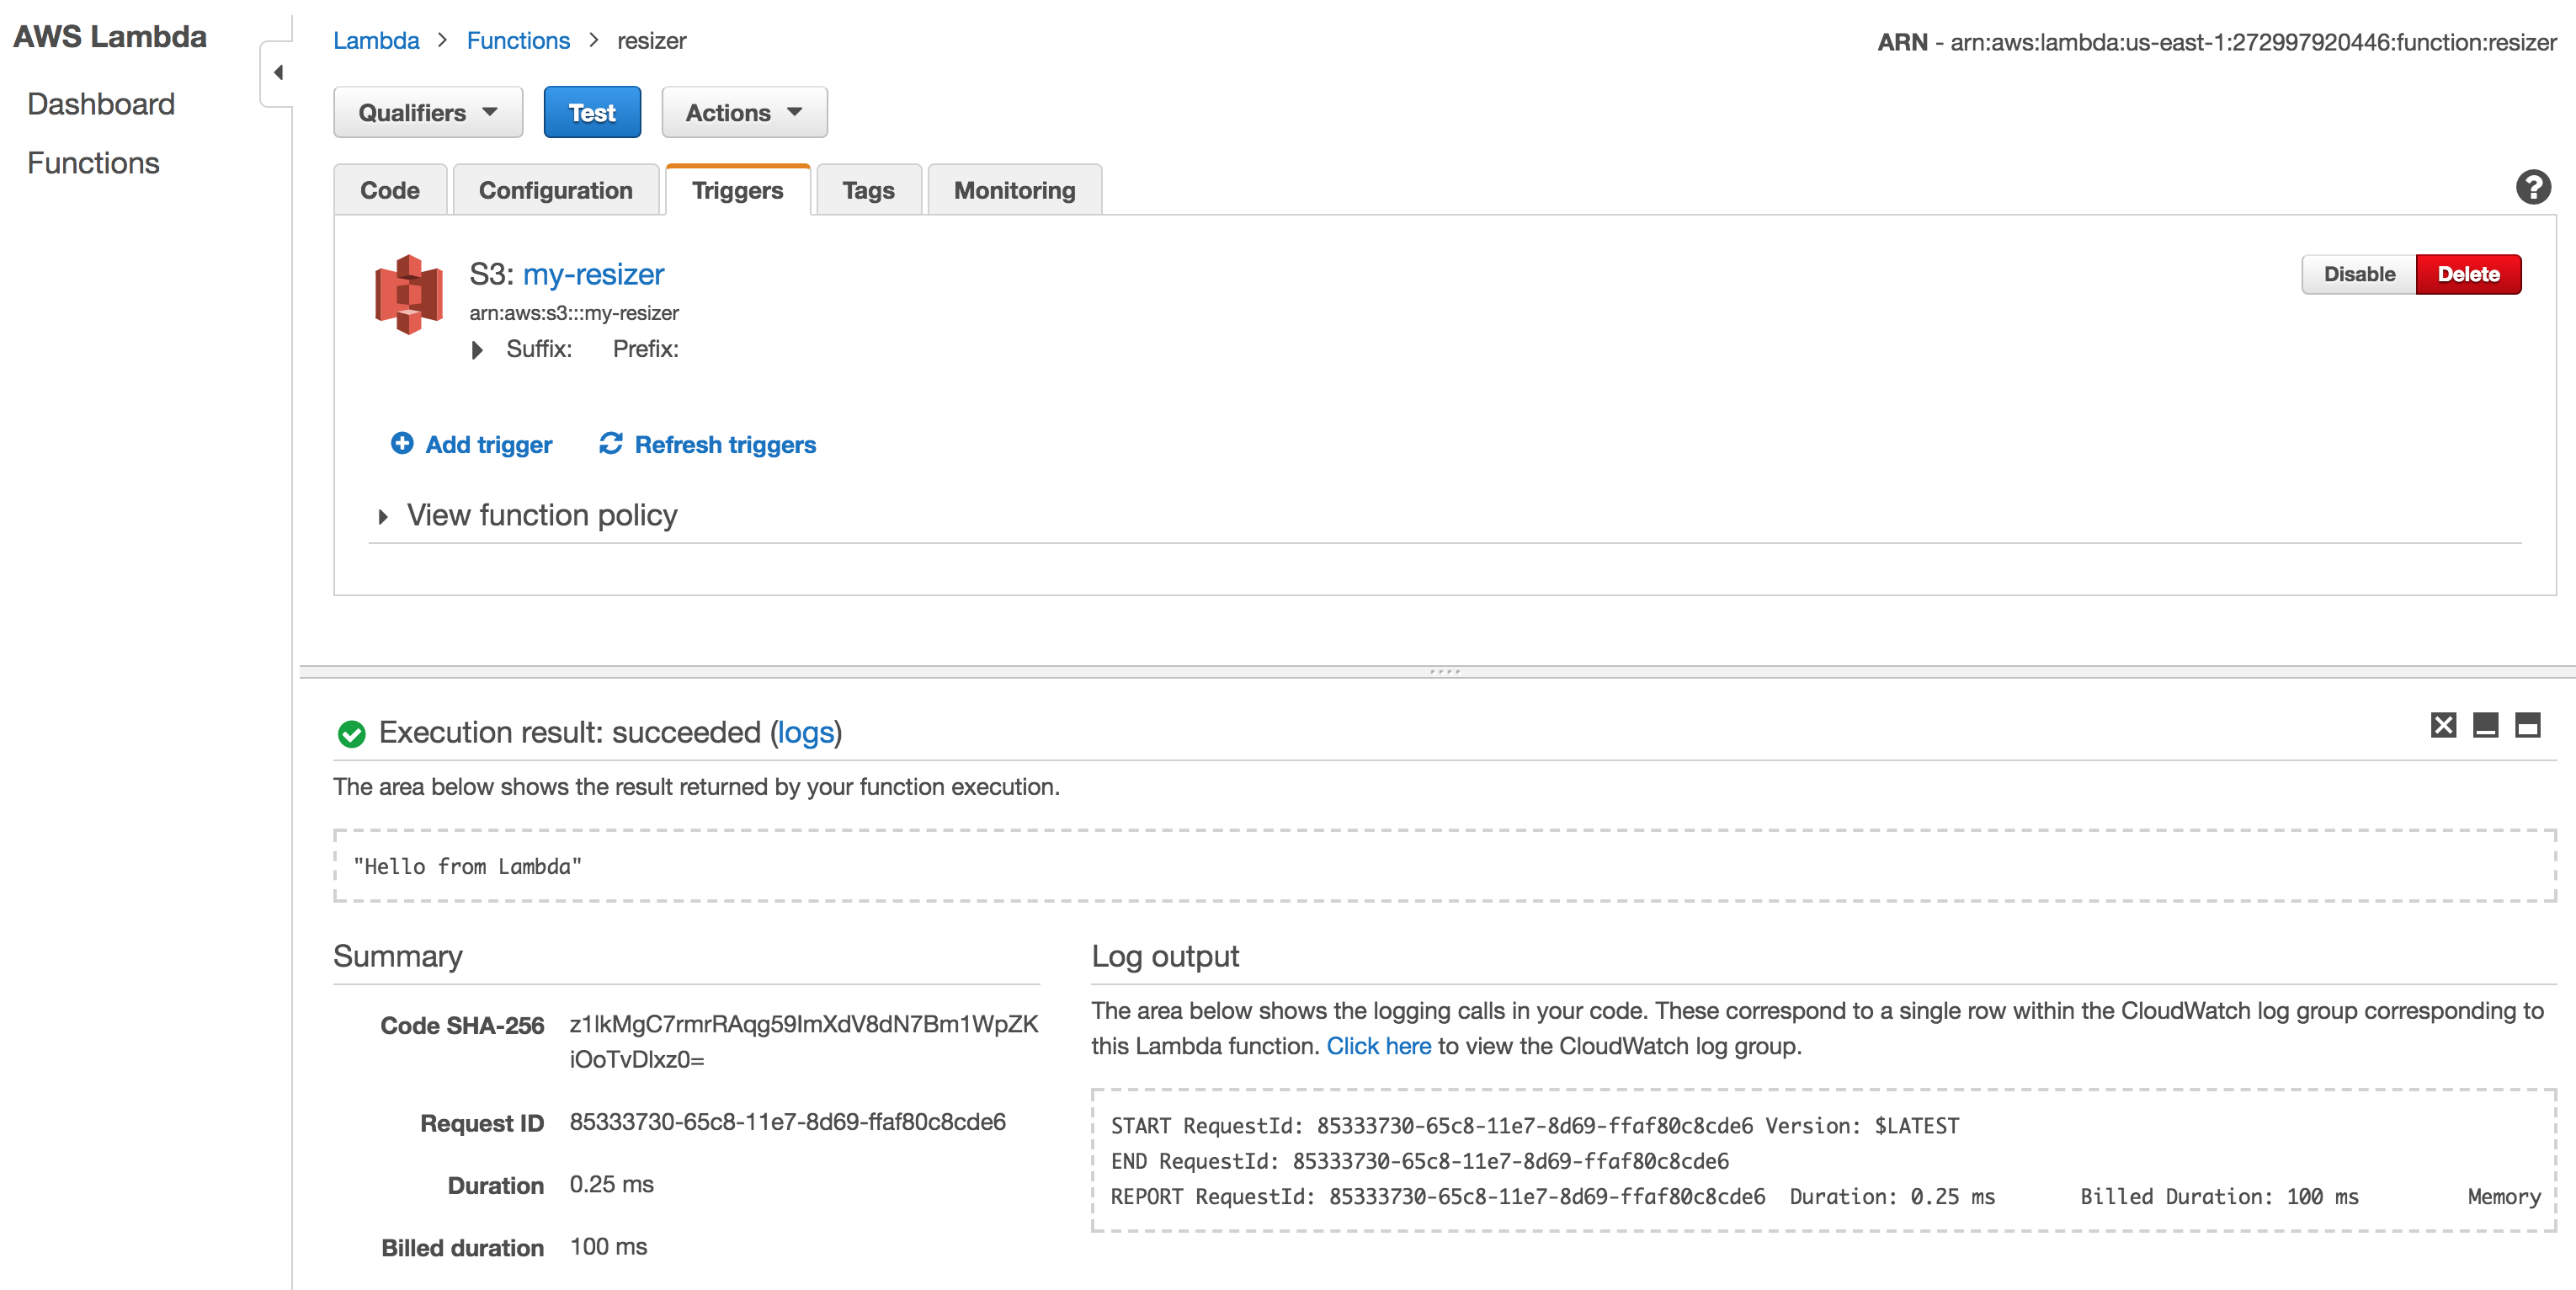 AWS Lambda
Dashboard
Functions
Lambda > Functions > resizer
ARN - arn:aws:lambda:us-east-1:272997920446:function:resizer
Qualifiers Test Actions
Code Configuration Triggers Tags Monitoring
?
S3: my-resizer
arn:aws:s3:::my-resizer
Suffix: Prefix:
Disable Delete
Add trigger Refresh triggers
View function policy
Execution result: succeeded (logs)
The area below shows the result returned by your function execution.
"Hello from Lambda"
Summary
Code SHA-256 z1lkMgC7rmrRAqg59ImXdV8dN7Bm1WpZK
iOoTvDlxz0=
Request ID 85333730-65c8-11e7-8d69-ffaf80c8cde6
Duration 0.25 ms
Billed duration 100 ms
Log output
The area below shows the logging calls in your code. These correspond to a single row within the CloudWatch log group corresponding to
this Lambda function. Click here to view the CloudWatch log group.
START RequestId: 85333730-65c8-11e7-8d69-ffaf80c8cde6 Version: $LATEST
END RequestId: 85333730-65c8-11e7-8d69-ffaf80c8cde6
REPORT RequestId: 85333730-65c8-11e7-8d69-ffaf80c8cde6 Duration: 0.25 ms Billed Duration: 100 ms Memory